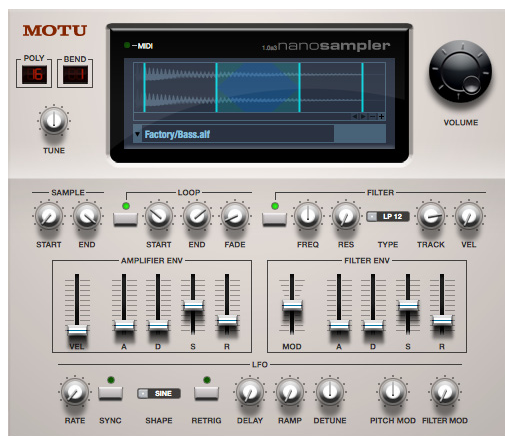 MOTU
MIDI
1.0a3 nanosampler
POLY
BEND
16
1
TUNE
Factory/Bass.aif
VOLUME
SAMPLE
LOOP
FILTER
LP 12
START
END
START
END
FADE
FREQ
RES
TYPE
TRACK
VEL
AMPLIFIER ENV
FILTER ENV
VEL
A
D
S
R
MOD
A
D
S
R
LFO
SINE
RATE
SYNC
SHAPE
RETRIG
DELAY
RAMP
DETUNE
PITCH MOD
FILTER MOD